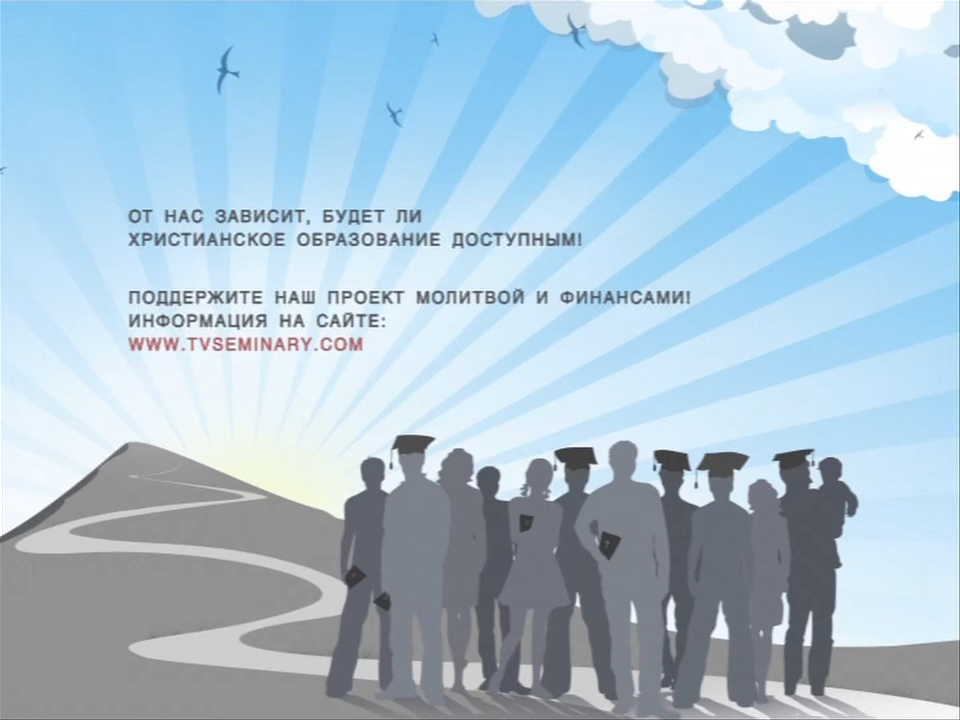 ОТ НАС ЗАВИСИТ, БУДЕТ ЛИ
ХРИСТИАНСКОЕ ОБРАЗОВАНИЕ ДОСТУПНЫМ!
ПОДДЕРЖИТЕ НАШ ПРОЕКТ МОЛИТВОЙ И ФИНАНСАМИ!
ИНФОРМАЦИЯ НА САЙТЕ:
WWW.TVSEMINARY.COM